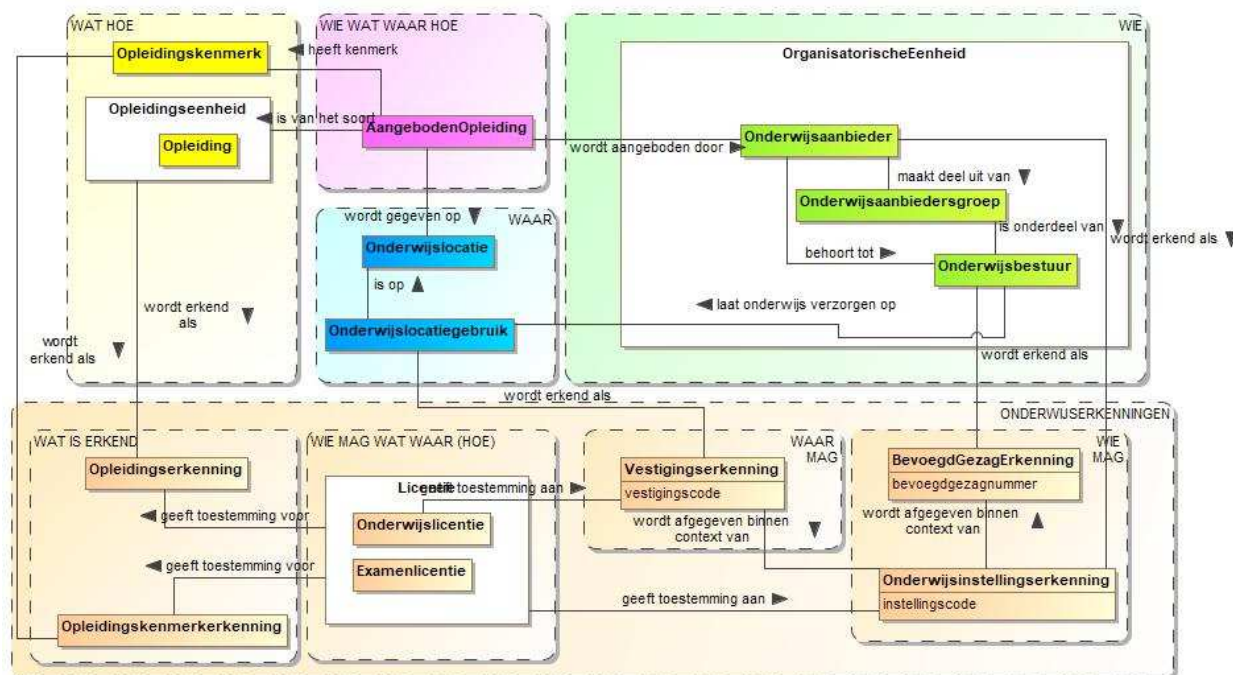 WAT HOE
Opleidingskenmerk
Opleidingseenheid
Opleiding
WIE WAT WAAR HOE
heeft kenmerk
is van het soort
AangebodenOpleiding
wordt aangeboden door
WIE
OrganisatorischeEenheid
Onderwijsaanbieder
maakt deel uit van
Onderwijsaanbiedersgroep
is onderdeel van
wordt erkend als
behoort tot
Onderwijsbestuur
laat onderwijs verzorgen op
wordt gegeven op
WAAR
Onderwijslocatie
is op
Onderwijslocatiegebruik
wordt erkend
als
wordt
erkend als
wordt erkend als
wordt erkend als
ONDERWIJSERKENNINGEN
WAT IS ERKEND
Opleidingserkenning
geeft toestemming voor
geeft toestemming voor
Opleidingskenmerkerkenning
WIE MAG WAT WAAR (HOE)
Licentie
geeft toestemming aan
Onderwijslicentie
Examenlicentie
geeft toestemming aan
WAAR
MAG
Vestigingserkenning
vestigingscode
wordt afgegeven binnen
context van
WIE
MAG
BevoegdGezagErkenning
bevoegdgezagnummer
wordt afgegeven binnen
context van
Onderwijsinstellingserkenning
instellingscode